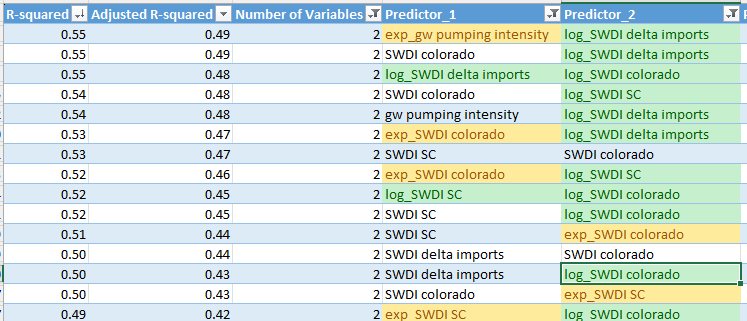 R-squared Adjusted R-squared Number of Variables Predictor_1 Predictor_2
0.55 0.49 2 exp_gw pumping intensity log_SWDI delta imports
0.55 0.49 2 SWDI colorado log_SWDI delta imports
0.55 0.48 2 log_SWDI delta imports log_SWDI colorado
0.54 0.48 2 SWDI colorado log_SWDI SC
0.54 0.48 2 gw pumping intensity log_SWDI delta imports
0.53 0.47 2 exp_SWDI colorado log_SWDI delta imports
0.53 0.47 2 SWDI SC SWDI colorado
0.52 0.46 2 exp_SWDI colorado log_SWDI SC
0.52 0.45 2 log_SWDI SC log_SWDI colorado
0.52 0.45 2 SWDI SC log_SWDI colorado
0.51 0.44 2 SWDI SC exp_SWDI colorado
0.50 0.44 2 SWDI delta imports SWDI colorado
0.50 0.43 2 SWDI delta imports log_SWDI colorado
0.50 0.43 2 SWDI colorado exp_SWDI SC
0.49 0.42 2 exp_SWDI SC log_SWDI colorado